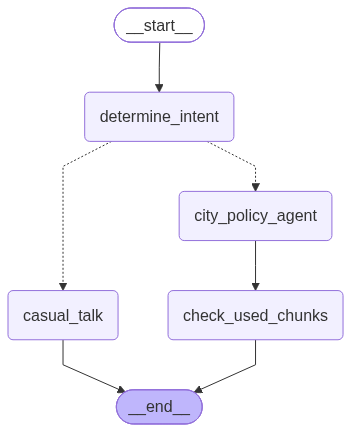 __start__
determine_intent
city_policy_agent
casual_talk
check_used_chunks
__end__